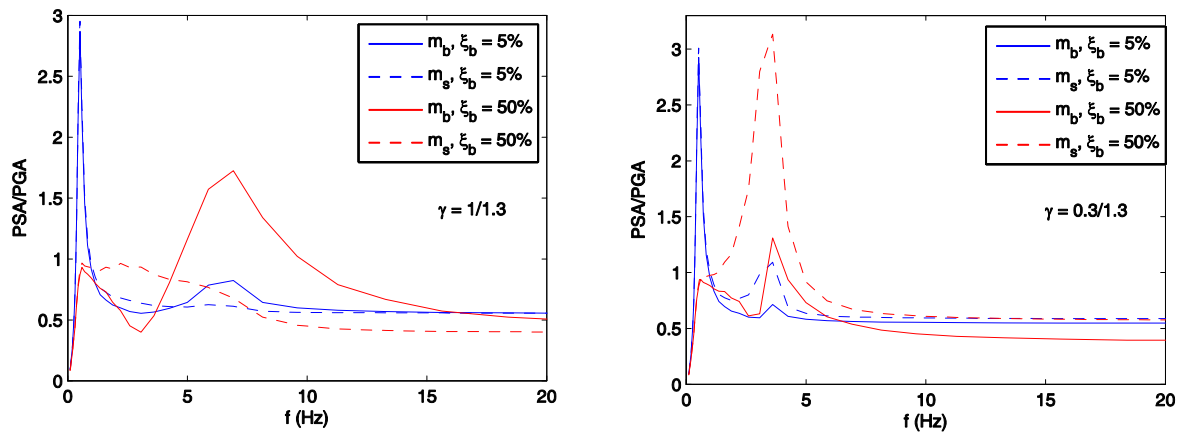 3.5
3
2.5
2
1.5
1
0.5
0
PSA/PGA
m_b, ξ_b = 5%
m_s, ξ_b = 5%
m_b, ξ_b = 50%
m_s, ξ_b = 50%
γ = 1/1.3
0 5 10 15 20
f (Hz)
3
2.5
2
1.5
1
0.5
0
PSA/PGA
m_b, ξ_b = 5%
m_s, ξ_b = 5%
m_b, ξ_b = 50%
m_s, ξ_b = 50%
γ = 0.3/1.3
0 5 10 15 20
f (Hz)